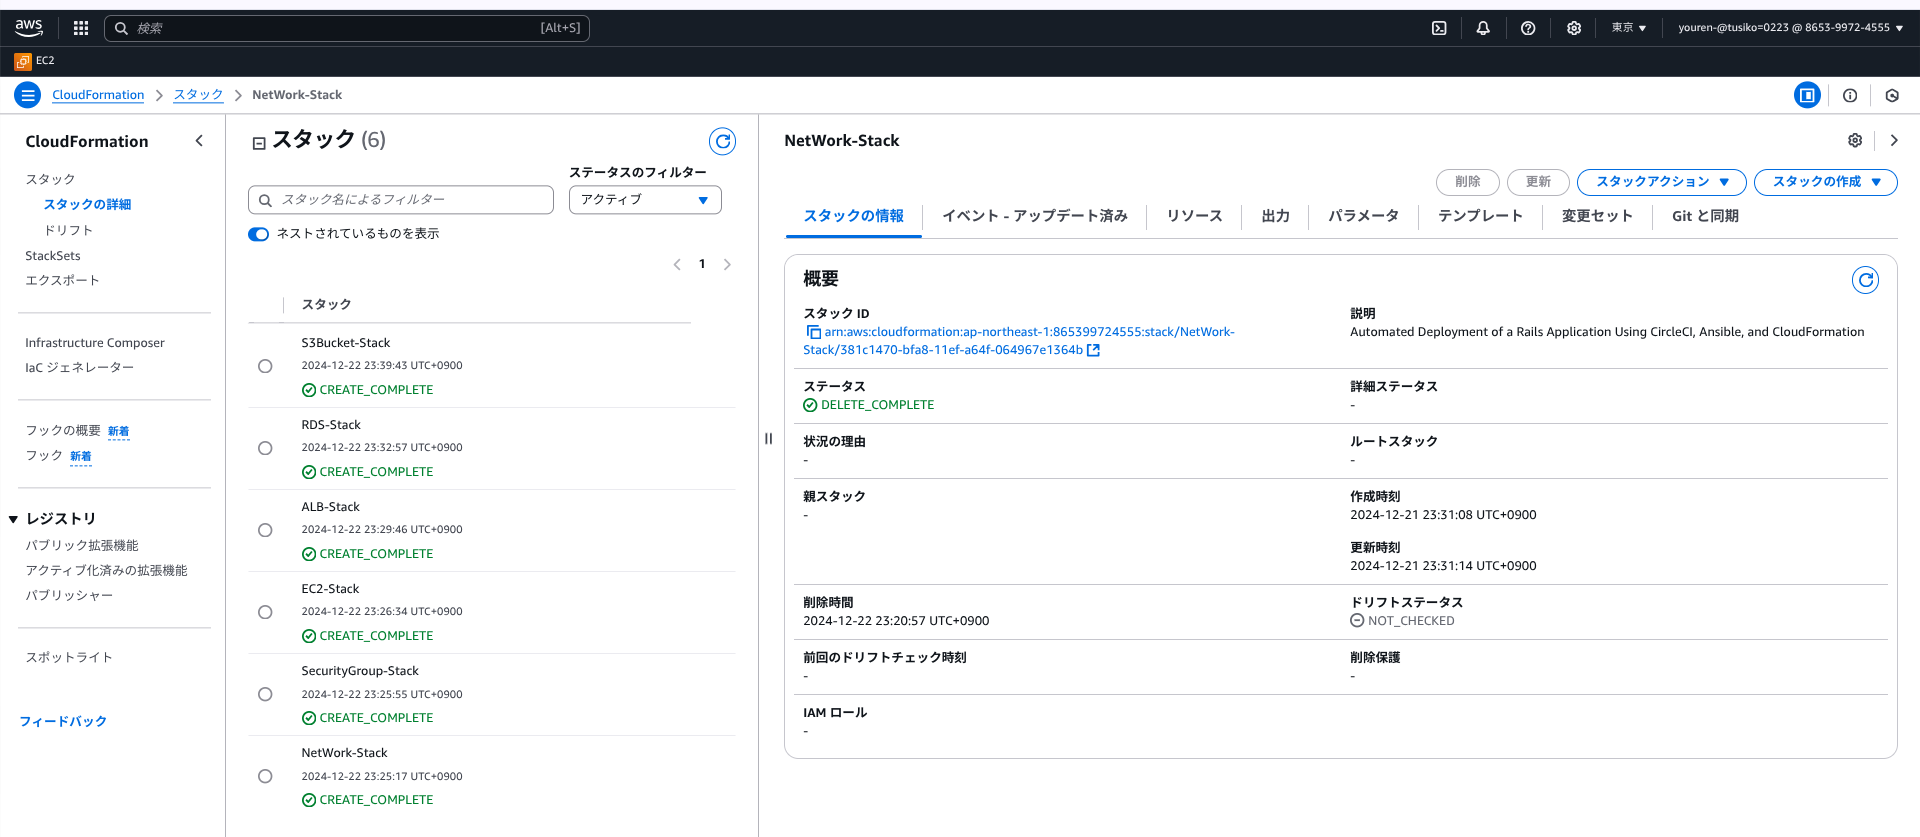 aws
検索
[Alt+S]
東京 ▼
youren-@tusiko=0223 @ 8653-9972-4555 ▼
EC2
CloudFormation > スタック > NetWork-Stack
CloudFormation
スタック
スタックの詳細
ドリフト
StackSets
エクスポート
Infrastructure Composer
IaC ジェネレーター
フックの概要 新着
フック 新着
▼ レジストリ
パブリック拡張機能
アクティブ化済みの拡張機能
パブリッシャー
スポットライト
フィードバック
スタック (6)
ステータスのフィルター
スタック名によるフィルター
アクティブ
ネストされているものを表示
1
スタック
S3Bucket-Stack
2024-12-22 23:39:43 UTC+0900
CREATE_COMPLETE
RDS-Stack
2024-12-22 23:32:57 UTC+0900
CREATE_COMPLETE
ALB-Stack
2024-12-22 23:29:46 UTC+0900
CREATE_COMPLETE
EC2-Stack
2024-12-22 23:26:34 UTC+0900
CREATE_COMPLETE
SecurityGroup-Stack
2024-12-22 23:25:55 UTC+0900
CREATE_COMPLETE
NetWork-Stack
2024-12-22 23:25:17 UTC+0900
CREATE_COMPLETE
NetWork-Stack
削除
更新
スタックアクション ▼
スタックの作成 ▼
スタックの情報
イベント - アップデート済み
リソース
出力
パラメータ
テンプレート
変更セット
Git と同期
概要
スタック ID
arn:aws:cloudformation:ap-northeast-1:865399724555:stack/NetWork-
Stack/381c1470-bfa8-11ef-a64f-064967e1364b
説明
Automated Deployment of a Rails Application Using CircleCI, Ansible, and CloudFormation
ステータス
DELETE_COMPLETE
詳細ステータス
-
状況の理由
-
ルートスタック
-
親スタック
-
作成時刻
2024-12-21 23:31:08 UTC+0900
更新時刻
2024-12-21 23:31:14 UTC+0900
削除時間
2024-12-22 23:20:57 UTC+0900
ドリフトステータス
NOT_CHECKED
前回のドリフトチェック時刻
-
削除保護
-
IAM ロール
-